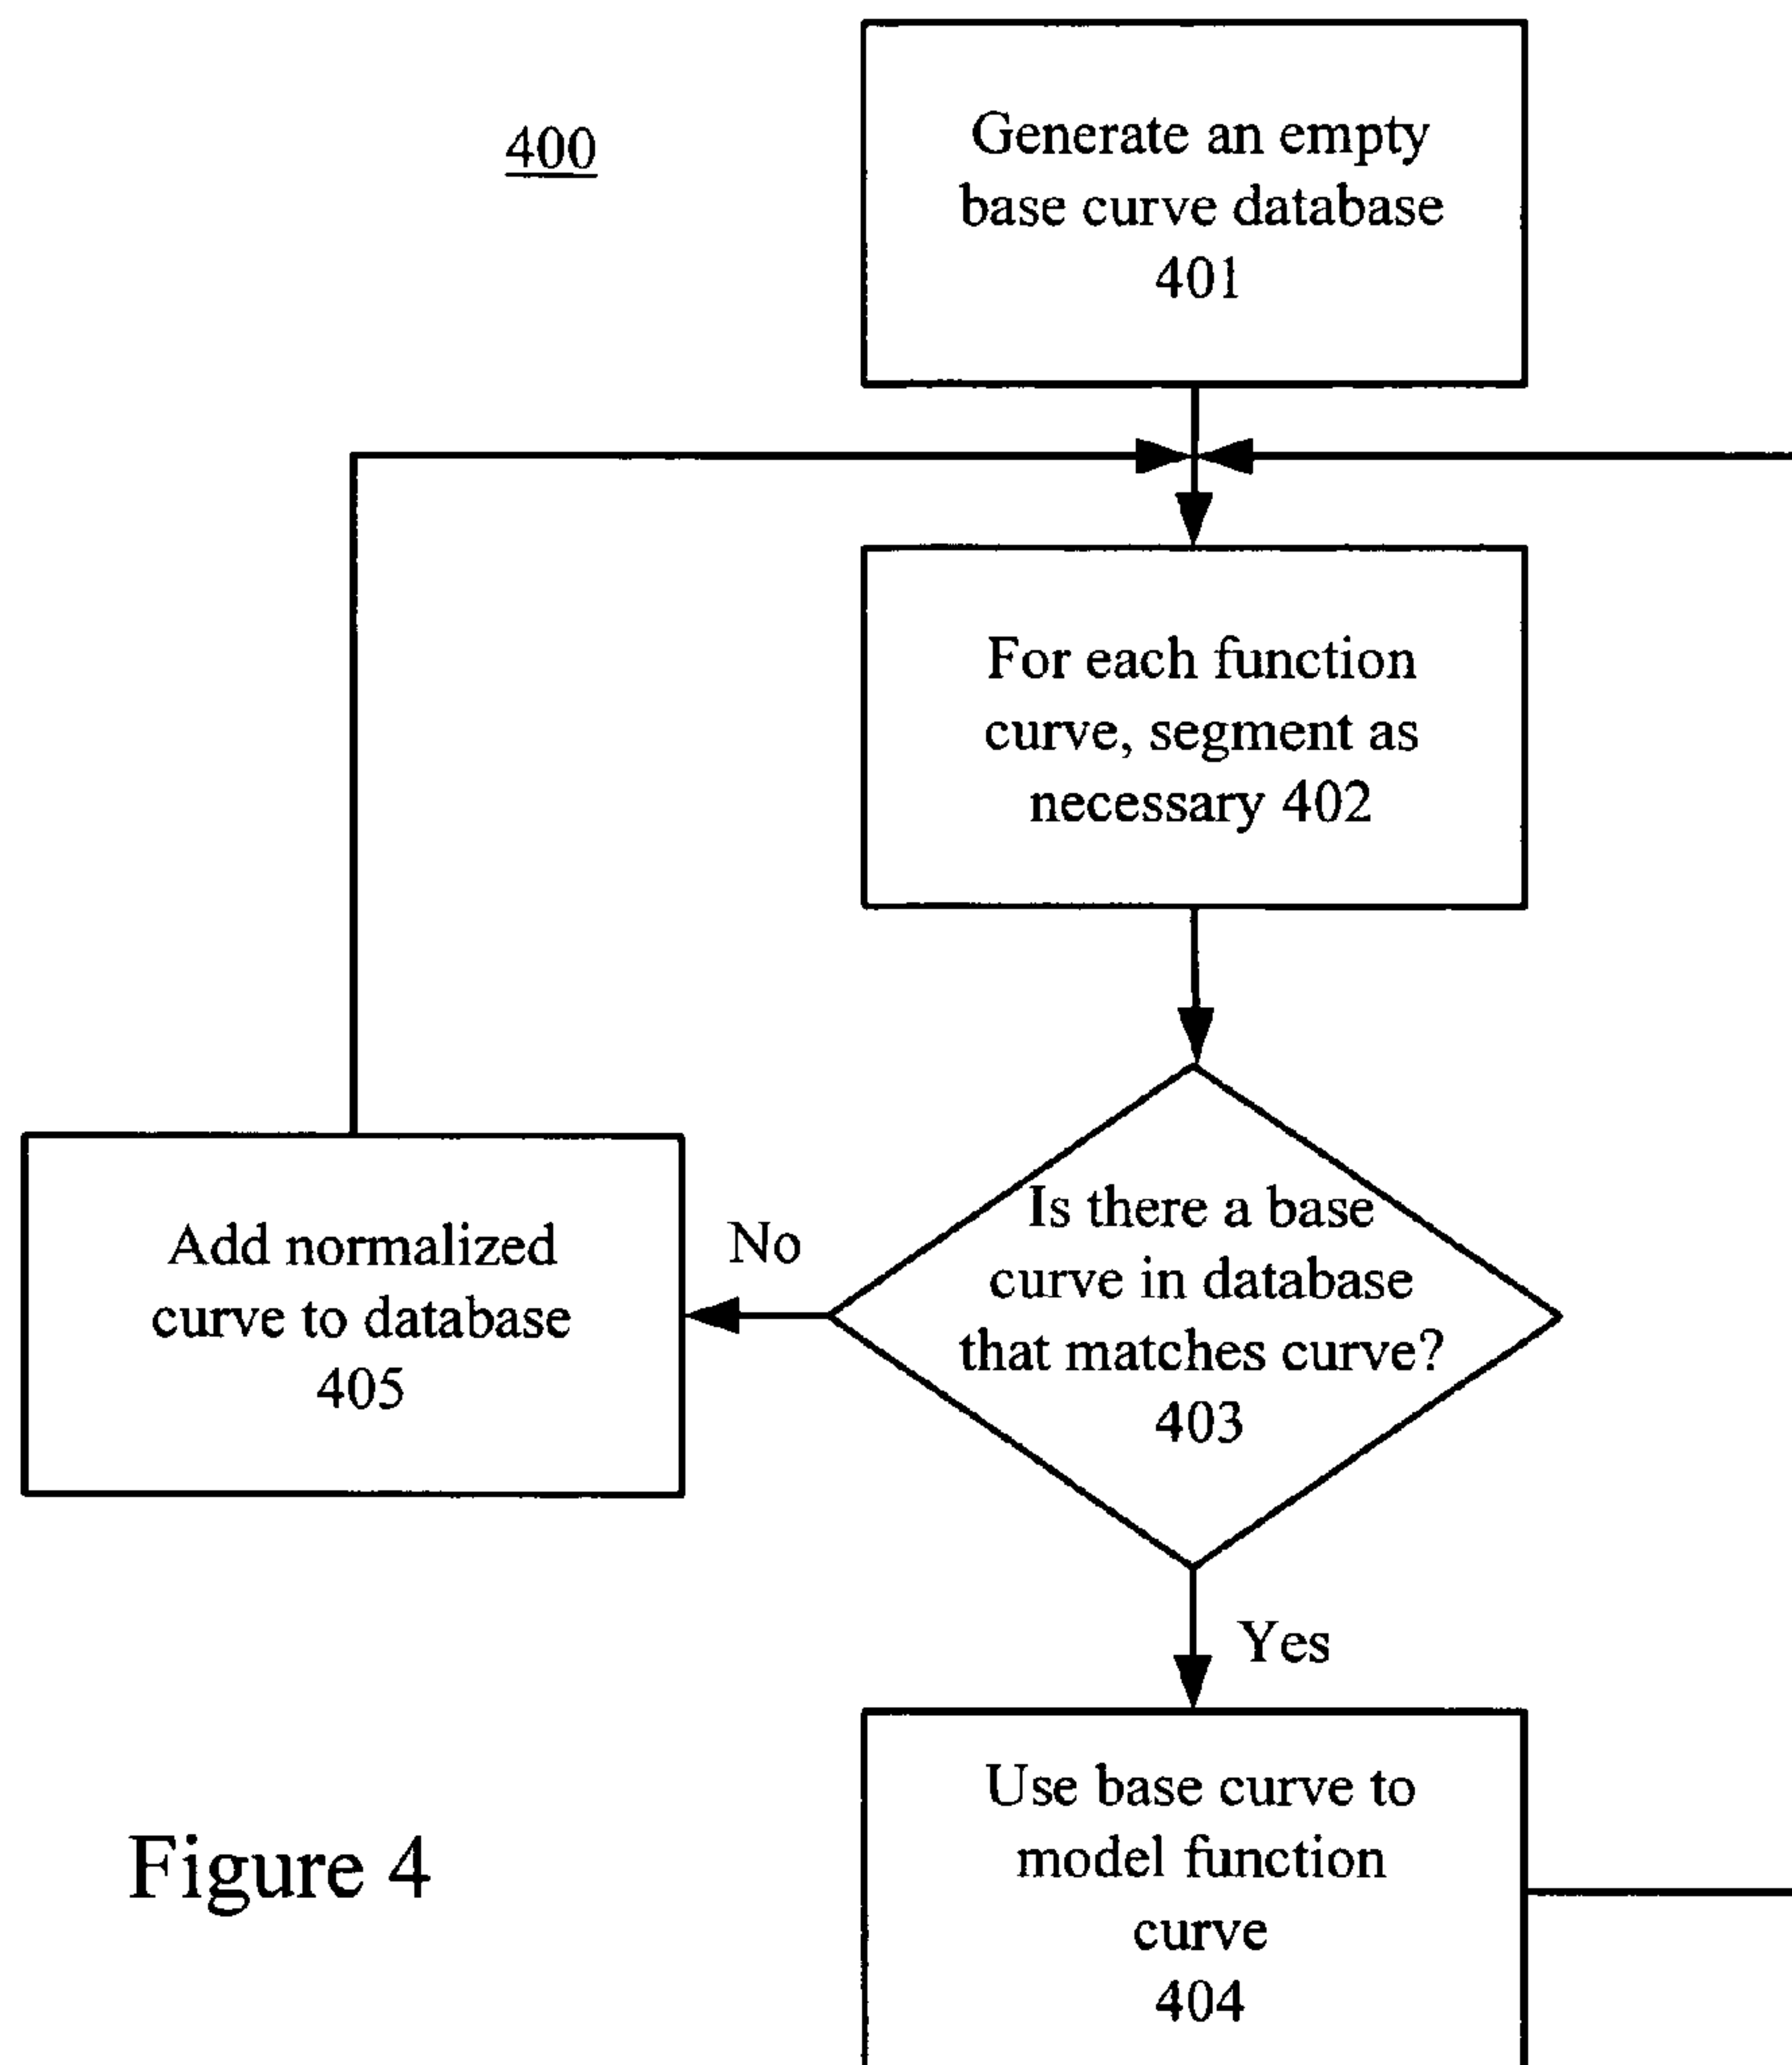 400
Generate an empty
base curve database
401
For each function
curve, segment as
necessary 402
Is there a base
curve in database
that matches curve?
403
No
Add normalized
curve to database
405
Yes
Use base curve to
model function
curve
404
Figure 4